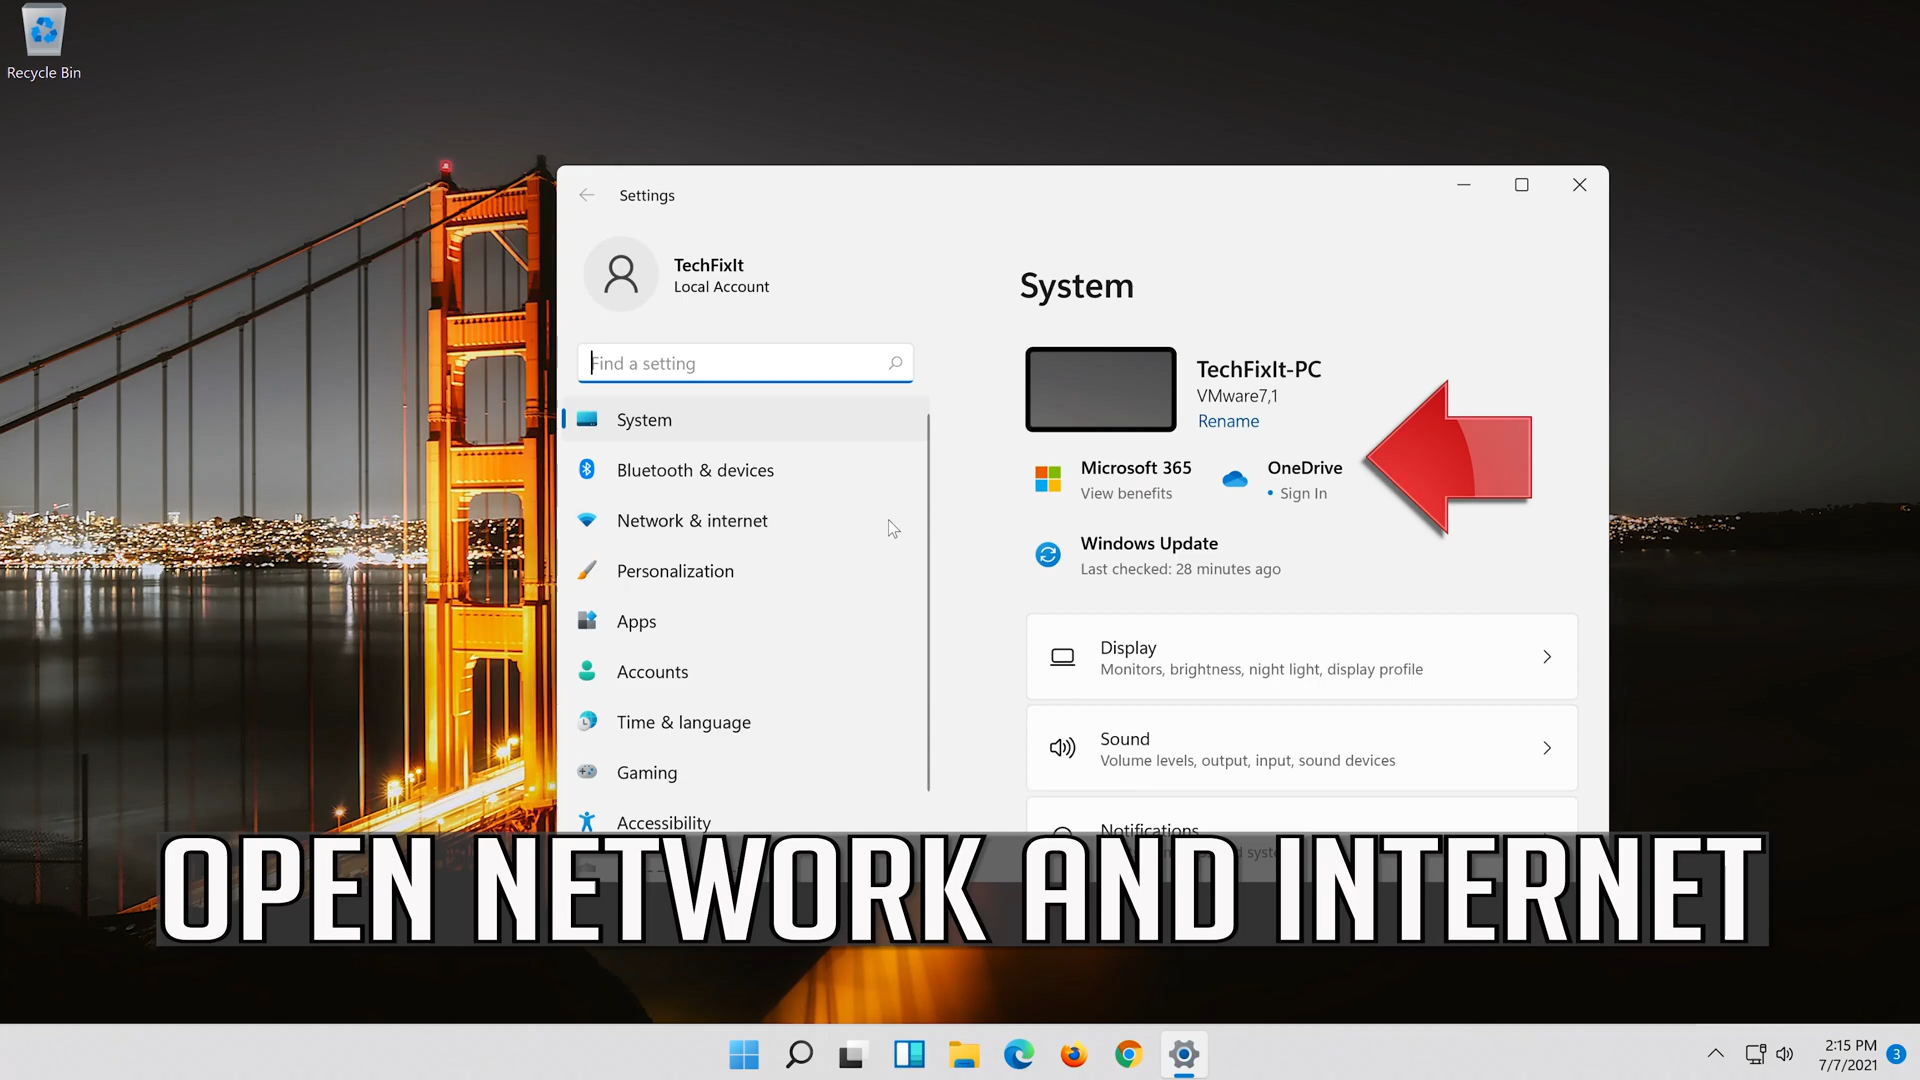 Recycle Bin
Settings
TechFixIt
Local Account
Find a setting
System
Bluetooth & devices
Network & internet
Personalization
Apps
Accounts
Time & language
Gaming
Accessibility
System
TechFixIt-PC
VMware7,1
Rename
Microsoft 365
View benefits
OneDrive
• Sign In
Windows Update
Last checked: 28 minutes ago
Display
Monitors, brightness, night light, display profile
Sound
Volume levels, output, input, sound devices
Notifications
OPEN NETWORK AND INTERNET
2:15 PM
7/7/2021
3